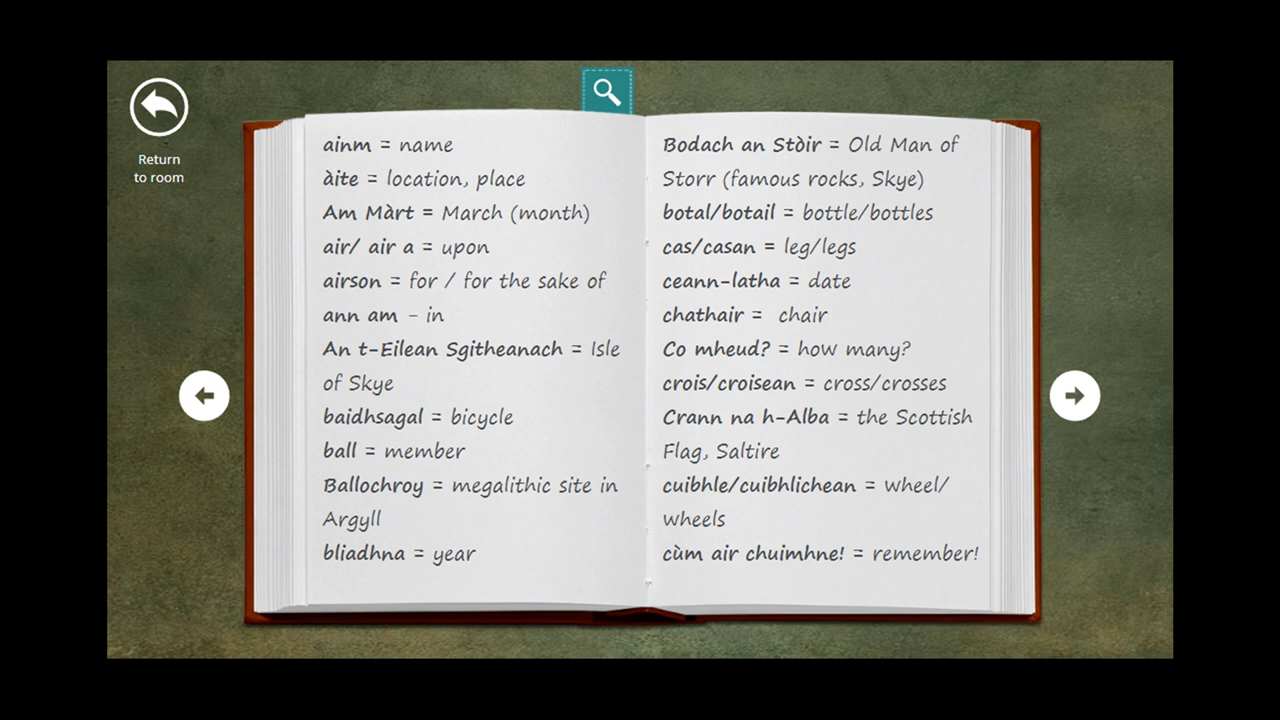 Return
to room
ainm = name
àite = location, place
Am Màrt = March (month)
air/ air a = upon
airson = for / for the sake of
ann am - in
An t-Eilean Sgitheanach = Isle
of Skye
baidhsagal = bicycle
ball = member
Ballochroy = megalithic site in
Argyll
bliadhna = year
Bodach an Stòir = Old Man of
Storr (famous rocks, Skye)
botal/botail = bottle/bottles
cas/casan = leg/legs
ceann-latha = date
chathair =  chair
Co mheud? = how many?
crois/croisean = cross/crosses
Crann na h-Alba = the Scottish
Flag, Saltire
cuibhle/cuibhlichean = wheel/
wheels
cùm air chuimhne! = remember!